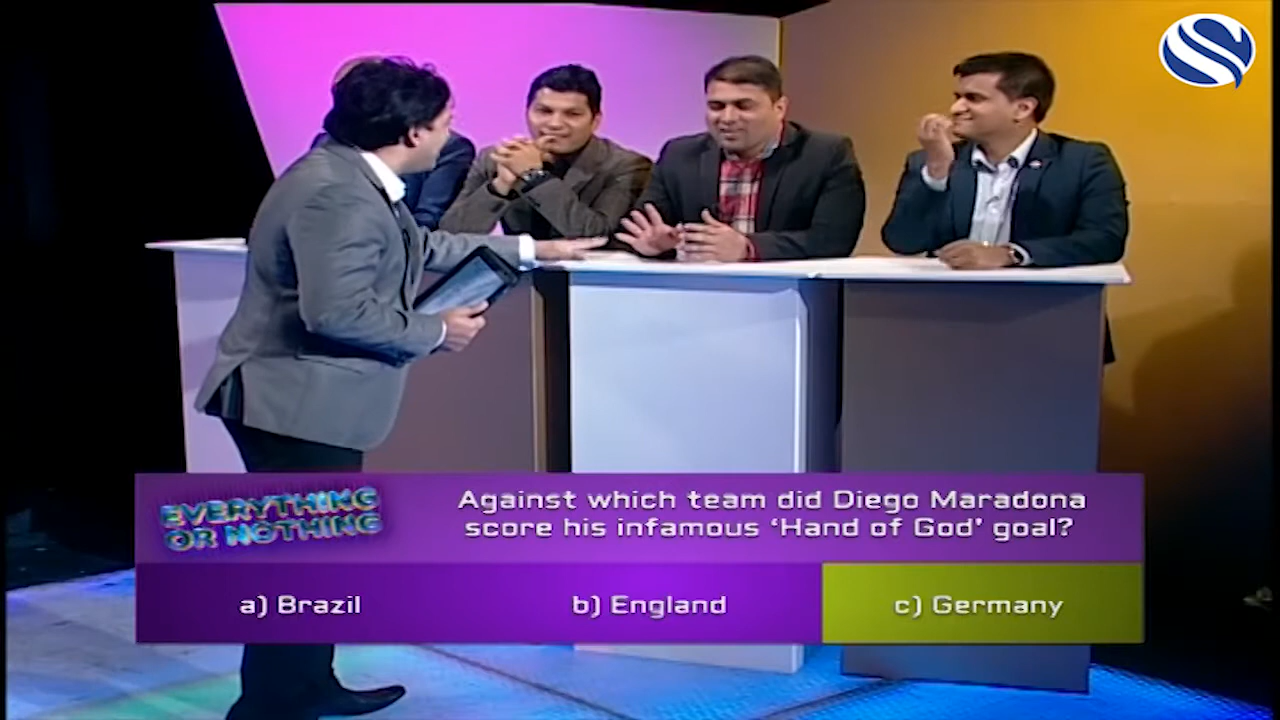 EVERYTHING
OR NOTHING
Against which team did Diego Maradona
score his infamous ‘Hand of God’ goal?
a) Brazil
b) England
c) Germany